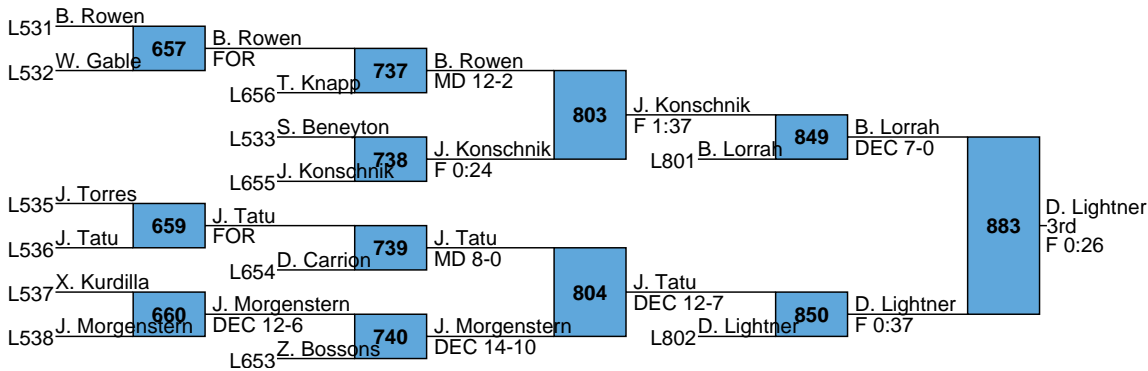 B. Rowen
L531
657
B. Rowen
FOR
W. Gable
L532
737
B. Rowen
MD 12-2
T. Knapp
L656
803
J. Konschnik
F 1:37
S. Beneyton
L533
738
J. Konschnik
F 0:24
J. Konschnik
L655
849
B. Lorrah
DEC 7-0
B. Lorrah
L801
J. Torres
L535
659
J. Tatu
FOR
J. Tatu
L536
739
J. Tatu
MD 8-0
D. Carrion
L654
883
D. Lightner
3rd
F 0:26
X. Kurdilla
L537
660
J. Morgenstern
DEC 12-6
J. Morgenstern
L538
740
J. Morgenstern
DEC 14-10
Z. Bossons
L653
804
J. Tatu
DEC 12-7
D. Lightner
L802
850
D. Lightner
F 0:37